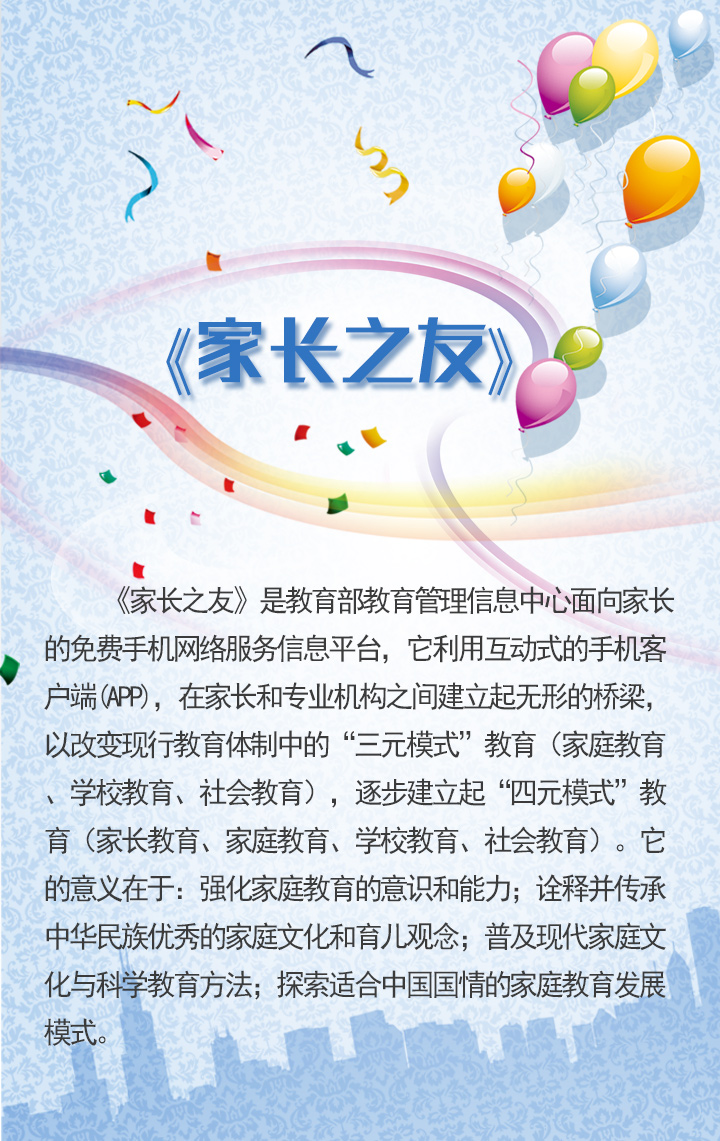 《家长之友》
《家长之友》是教育部教育管理信息中心面向家长
的免费手机网络服务信息平台，它利用互动式的手机客
户端(APP)，在家长和专业机构之间建立起无形的桥梁，
以改变现行教育体制中的“三元模式”教育（家庭教育
、学校教育、社会教育），逐步建立起“四元模式”教
育（家长教育、家庭教育、学校教育、社会教育）。它
的意义在于：强化家庭教育的意识和能力；诠释并传承
中华民族优秀的家庭文化和育儿观念；普及现代家庭文
化与科学教育方法；探索适合中国国情的家庭教育发展
模式。